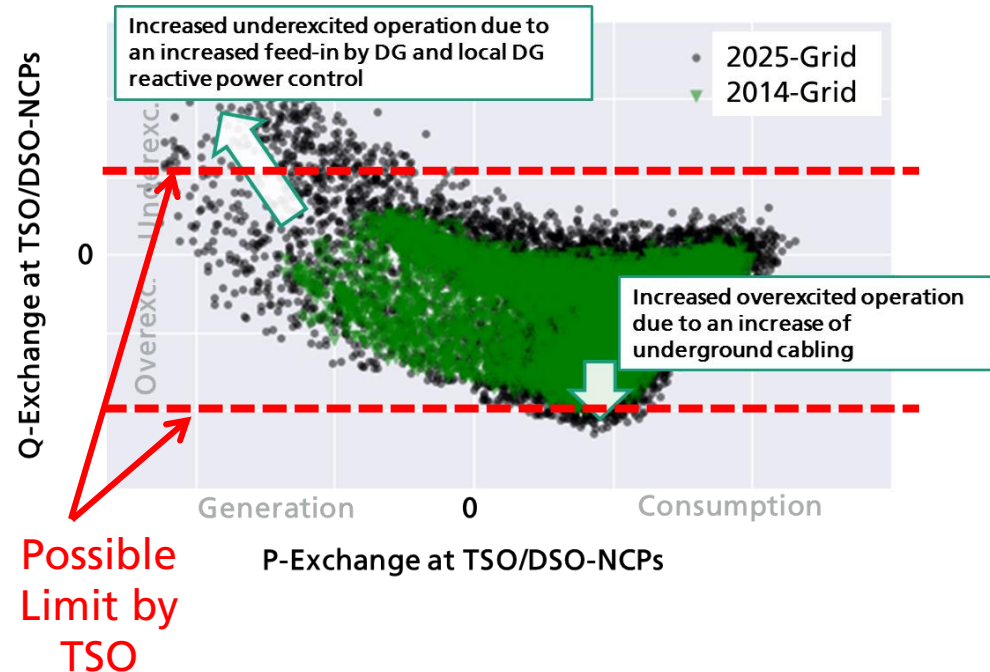 Increased underexcited operation due to
an increased feed-in by DG and local DG
reactive power control
2025-Grid
2014-Grid
Q-Exchange at TSO/DSO-NCPs
Underexc.
0
Overexc.
Increased overexcited operation
due to an increase of
underground cabling
Generation
0
Consumption
P-Exchange at TSO/DSO-NCPs
Possible
Limit by
TSO